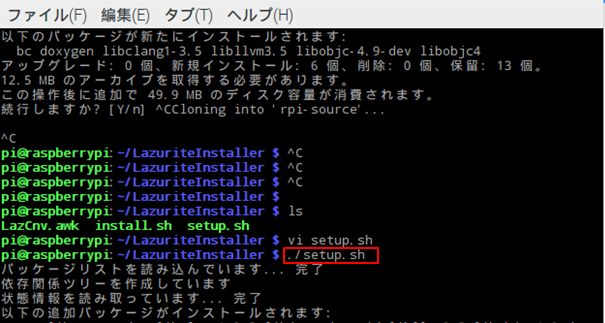 ファイル(F) 編集(E) タブ(T) ヘルプ(H)
以下のパッケージが新たにインストールされます:
bc doxygen libclang1-3.5 libllvm3.5 libobjc-4.9-dev libobjc4
アップグレード: 0 個、新規インストール: 6 個、削除: 0 個、保留: 13 個。
12.5 MB のアーカイブを取得する必要があります。
この操作後に追加で 49.9 MB のディスク容量が消費されます。
続行しますか? [Y/n] ^CCloning into 'rpi-source'...
^C
pi@raspberrypi:~/LazuriteInstaller $ ^C
pi@raspberrypi:~/LazuriteInstaller $ ^C
pi@raspberrypi:~/LazuriteInstaller $ ^C
pi@raspberrypi:~/LazuriteInstaller $
pi@raspberrypi:~/LazuriteInstaller $ ls
LazCnv.awk install.sh setup.sh
pi@raspberrypi:~/LazuriteInstaller $ vi setup.sh
pi@raspberrypi:~/LazuriteInstaller $ ./setup.sh
パッケージリストを読み込んでいます... 完了
依存関係ツリーを作成しています
状態情報を読み取っています... 完了
以下の追加パッケージがインストールされます: